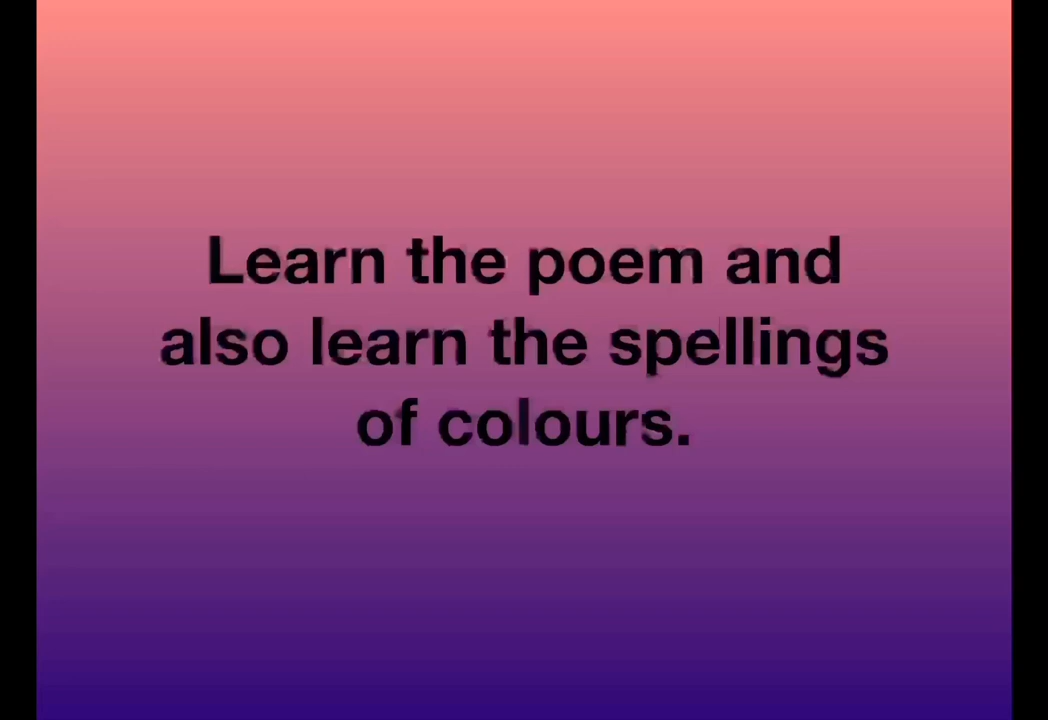 Learn the poem and
also learn the spellings
of colours.